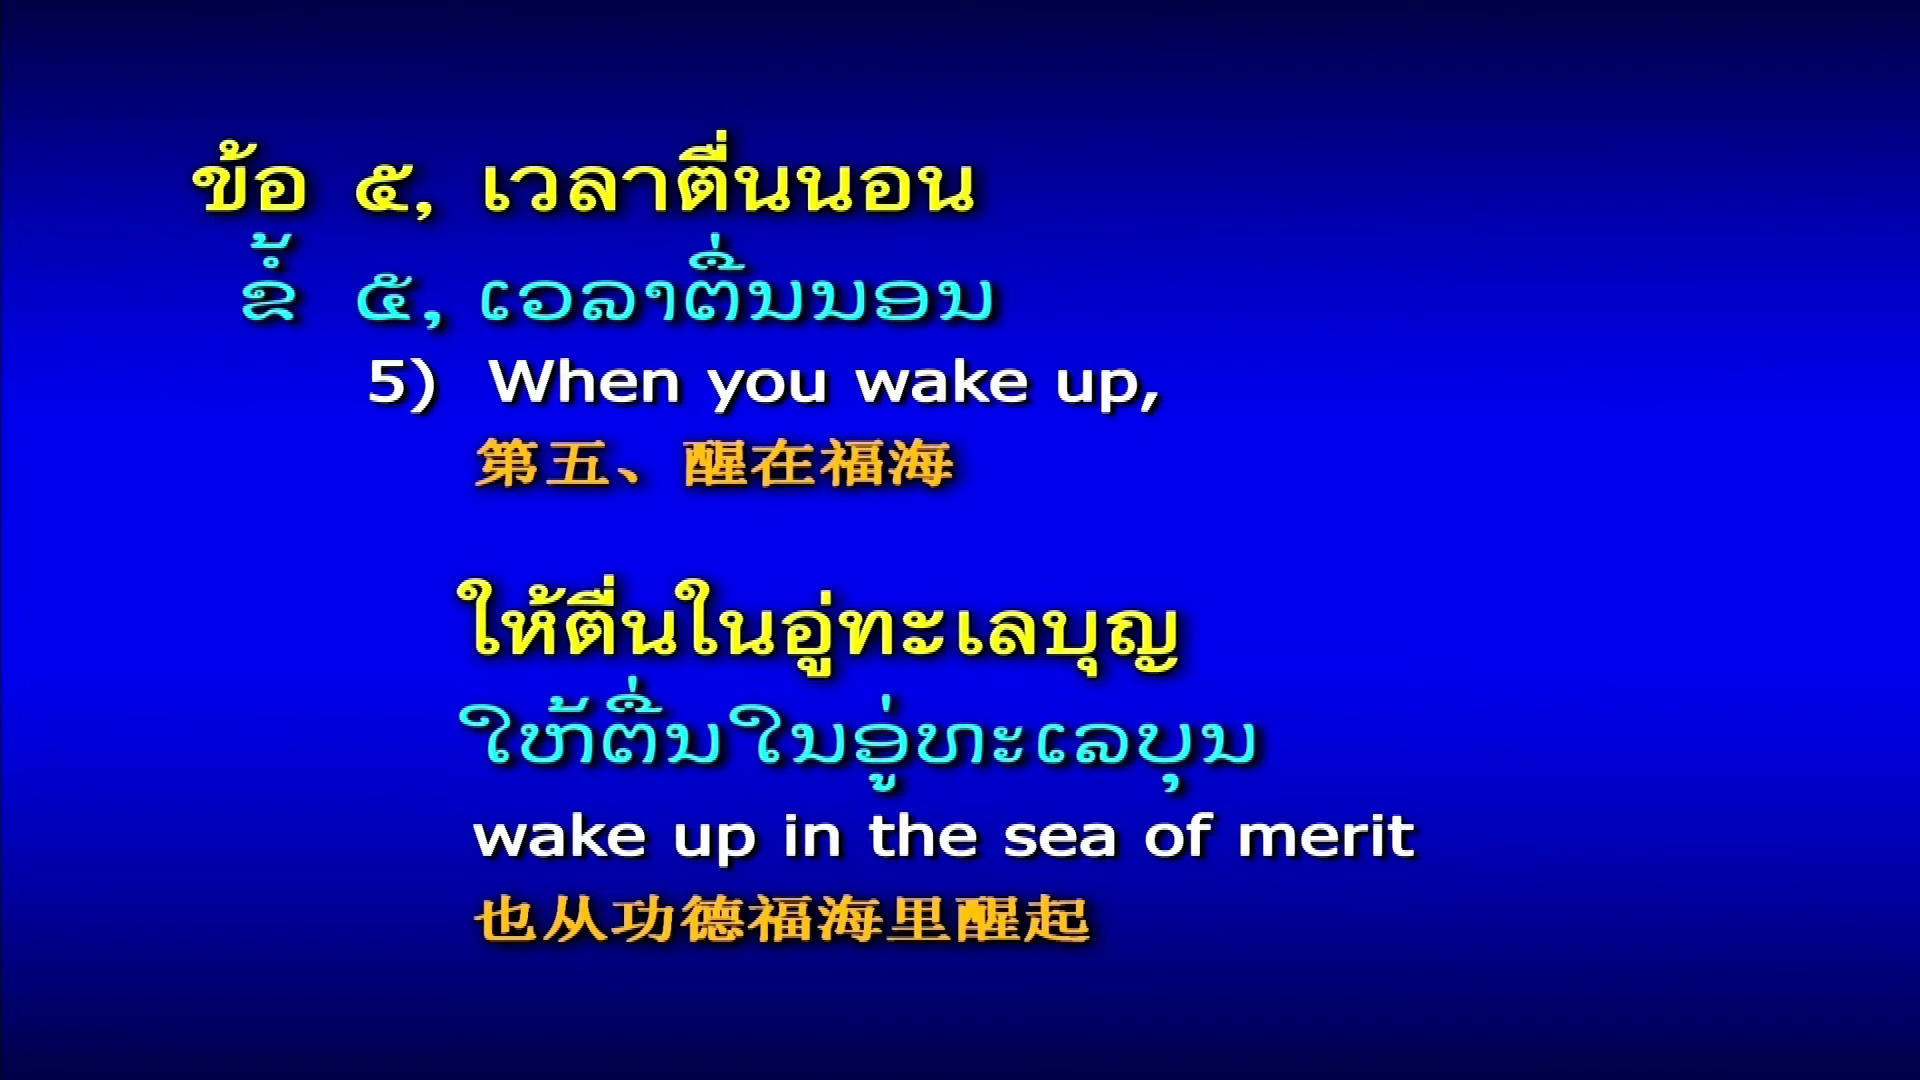 ข้อ ๕, เวลาตื่นนอน
ຂໍ້ ໕, ເວລາຕື່ນນອນ
5) When you wake up,
第五、醒在福海
ให้ตื่นในอู่ทะเลบุญ
ໃຫ້ຕື່ນໃນອູ່ທະເລບຸນ
wake up in the sea of merit
也从功德福海里醒起